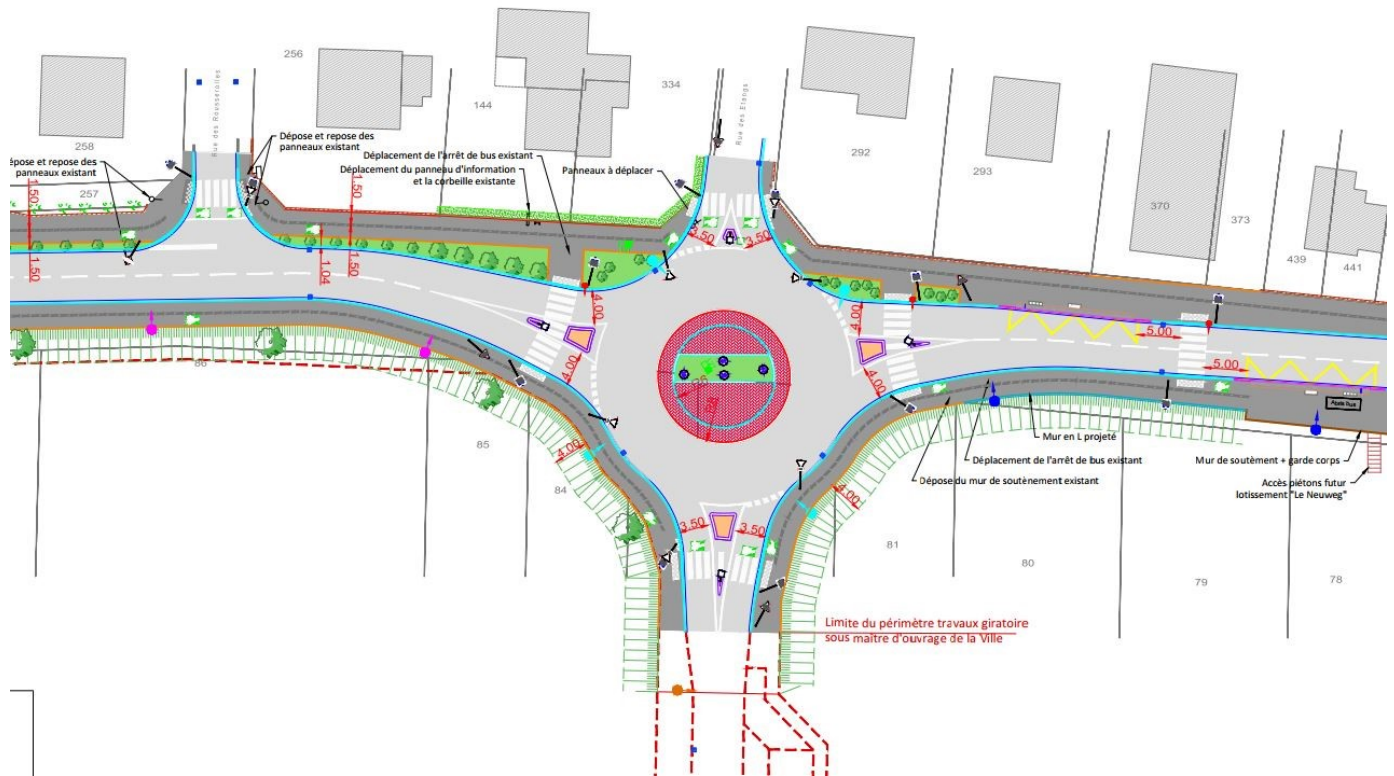 256
144
334
Rue des Rousserolles
Rue des Etangs
258
Dépose et repose des
panneaux existant
292
293
370
373
439
441
épose et repose des
panneaux existant
257
Déplacement de l'arrêt de bus existant
Déplacement du panneau d'information
et la corbeille existante
Panneaux à déplacer
1.50
1.50
1.50
1.50
1.04
3.50
3.50
4.00
4.00
5.00
5.00
4.00
4.00
86
85
84
4.00
4.00
Mur en L projeté
Déplacement de l'arrêt de bus existant
Dépose du mur de soutènement existant
Mur de soutèment + garde corps
Accès piétons futur
lotissement "Le Neuweg"
3.50
3.50
81
80
79
78
Limite du périmètre travaux giratoire
sous maître d'ouvrage de la Ville